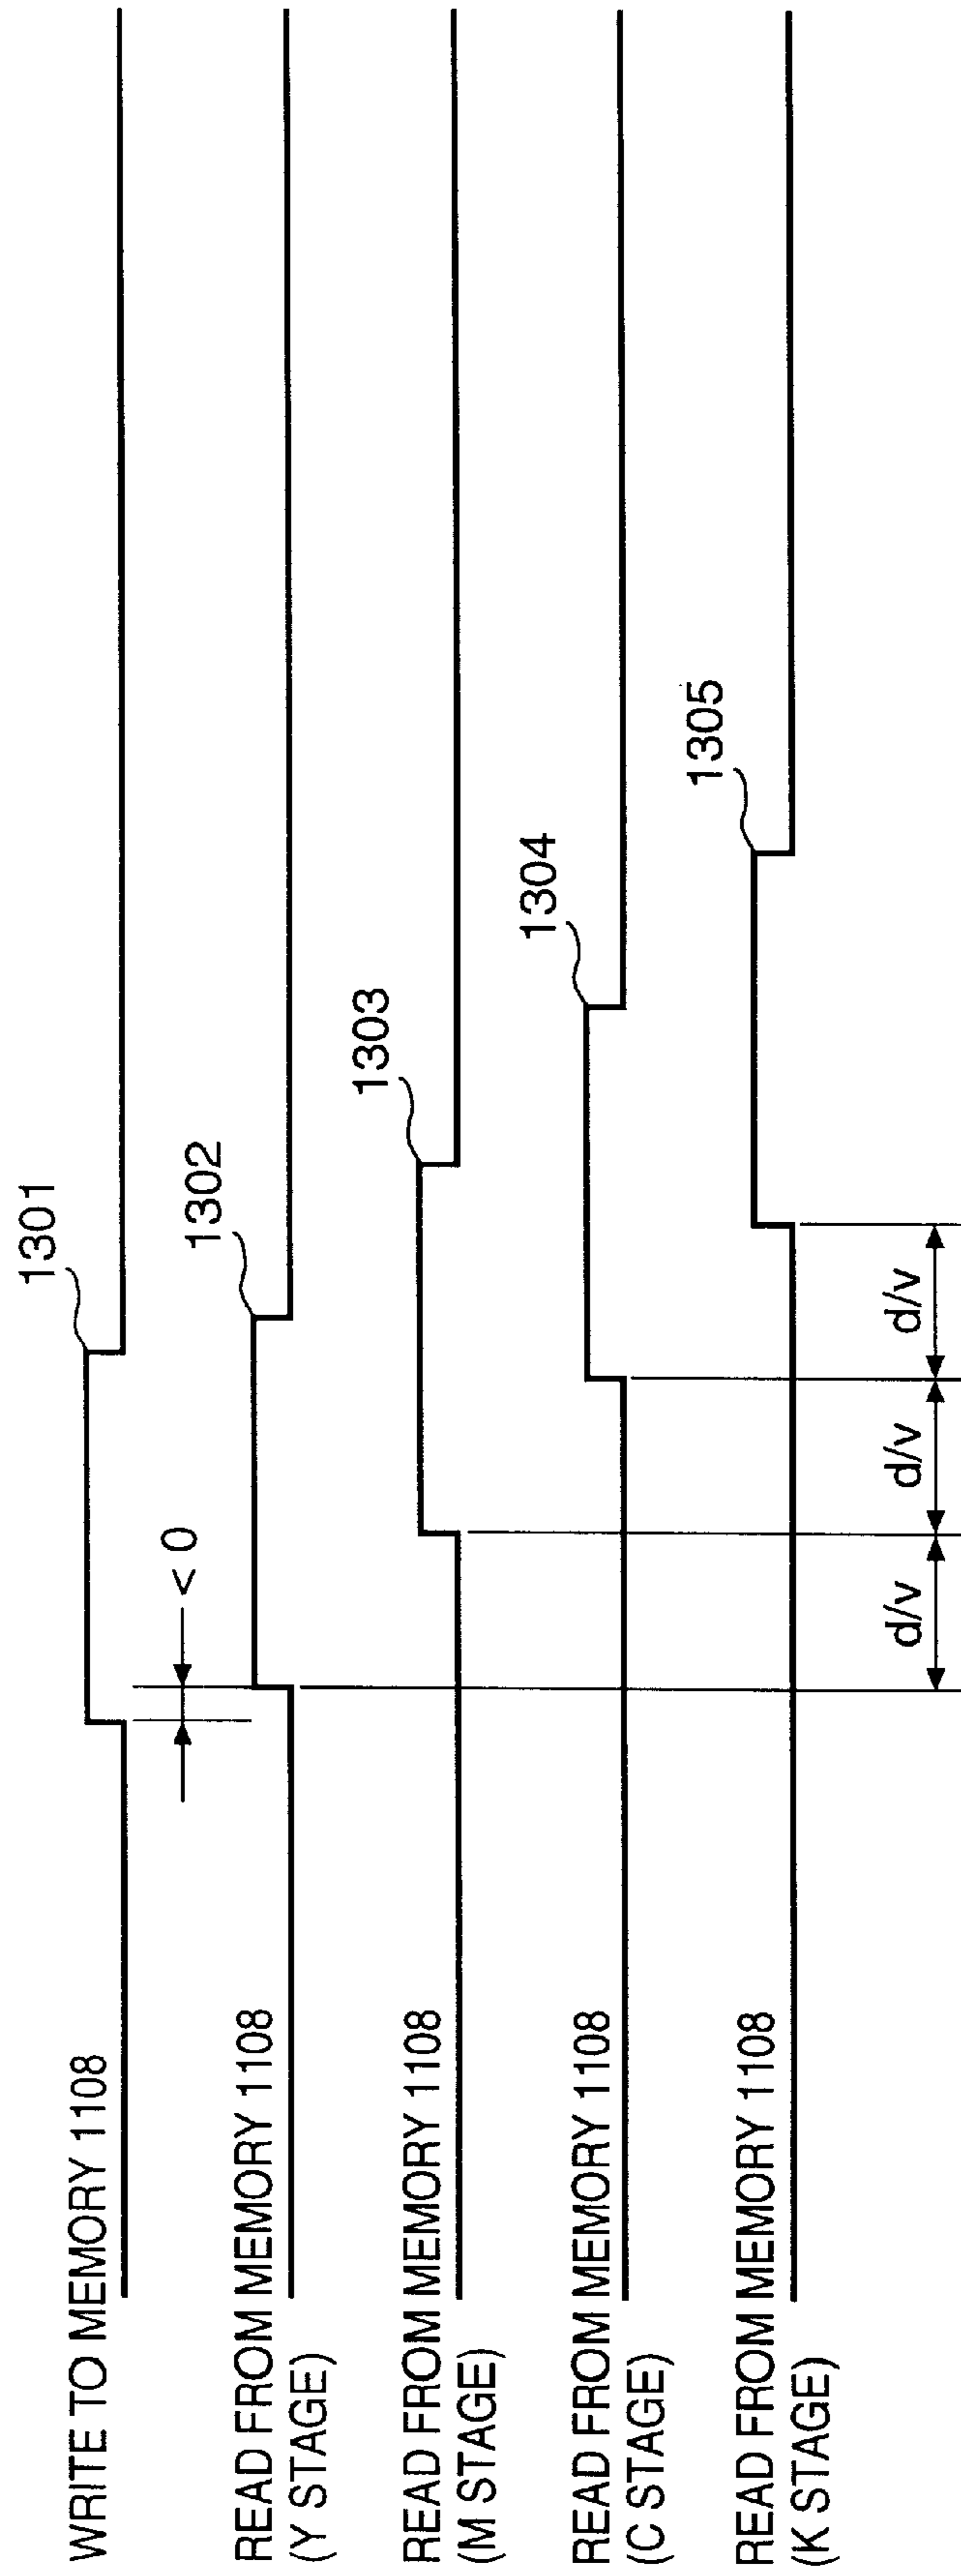 WRITE TO MEMORY 1108
1301
< 0
READ FROM MEMORY 1108
(Y STAGE)
1302
READ FROM MEMORY 1108
(M STAGE)
1303
READ FROM MEMORY 1108
(C STAGE)
1304
READ FROM MEMORY 1108
(K STAGE)
1305
d/v
d/v
d/v